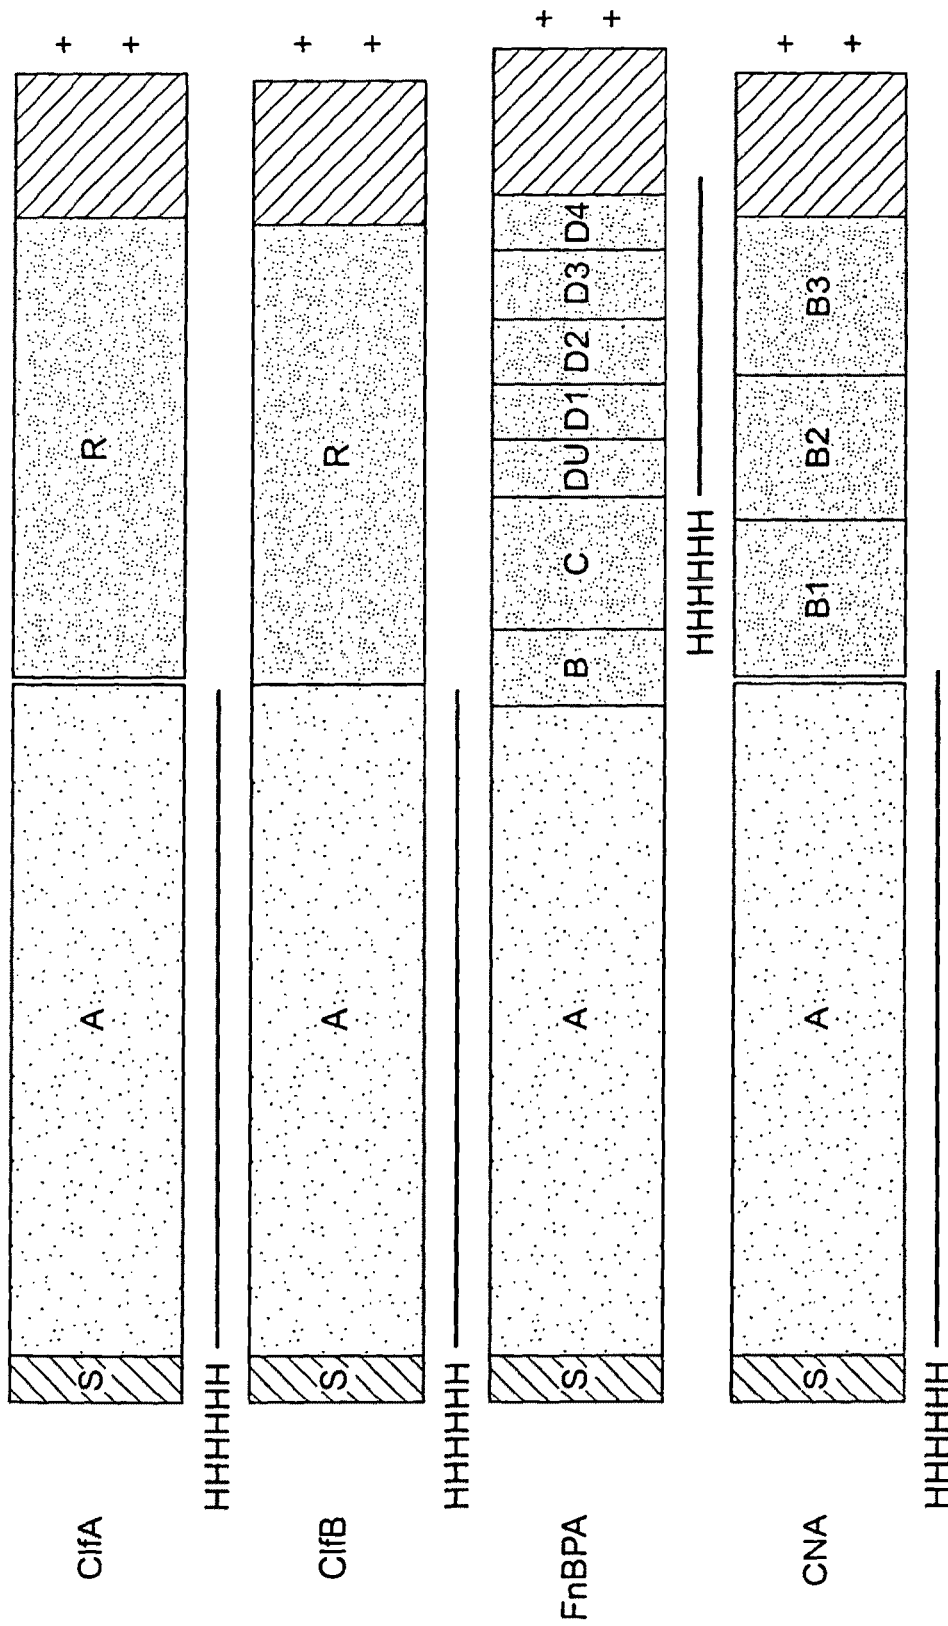 ClfA S A R + +
HHHHHH
ClfB S A R + +
HHHHHH
FnBPA S A B C DU D1 D2 D3 D4 + +
HHHHHH
CNA S A B1 B2 B3 + +
HHHHHH